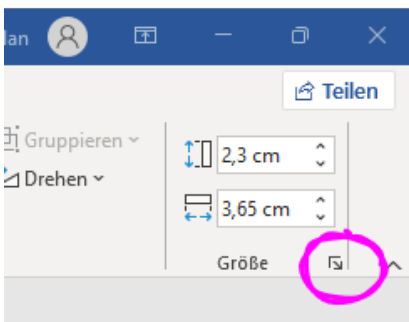 lan
Teilen
Gruppieren
2,3 cm
Drehen
3,65 cm
Größe